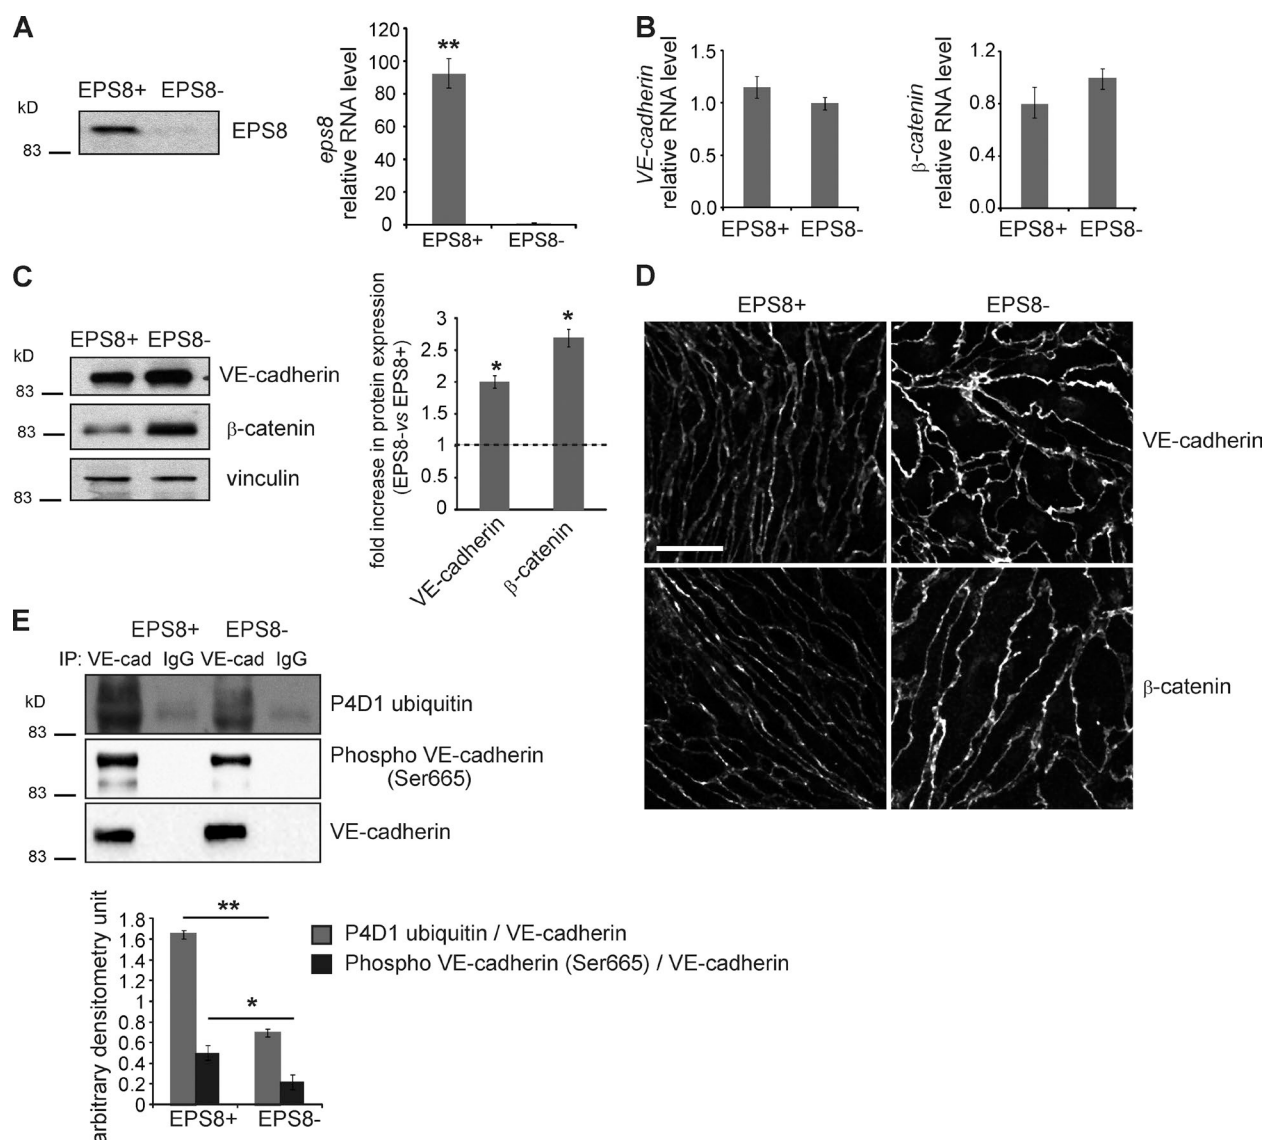 A
EPS8+ EPS8-
kD
EPS8
83
eps8
relative RNA level
120
100
80
60
40
20
0
**
EPS8+ EPS8-
B
VE-cadherin
relative RNA level
1.5
1.0
0.5
0.0
EPS8+ EPS8-
β-catenin
relative RNA level
1.2
0.8
0.4
0.0
EPS8+ EPS8-
C
EPS8+ EPS8-
kD
VE-cadherin
83
β-catenin
83
vinculin
83
fold increase in protein expression
(EPS8- vs EPS8+)
3
2.5
2
2
1
0.5
0
*
*
VE-cadherin
β-catenin
D
EPS8+ EPS8-
VE-cadherin
β-catenin
E
EPS8+ EPS8-
IP: VE-cad IgG VE-cad IgG
kD
P4D1 ubiquitin
83
Phospho VE-cadherin
(Ser665)
83
VE-cadherin
83
arbitrary densitometry unit
1.8
1.6
1.4
1.2
1
0.8
0.6
0.4
0.2
0
**
*
EPS8+ EPS8-
P4D1 ubiquitin / VE-cadherin
Phospho VE-cadherin (Ser665) / VE-cadherin